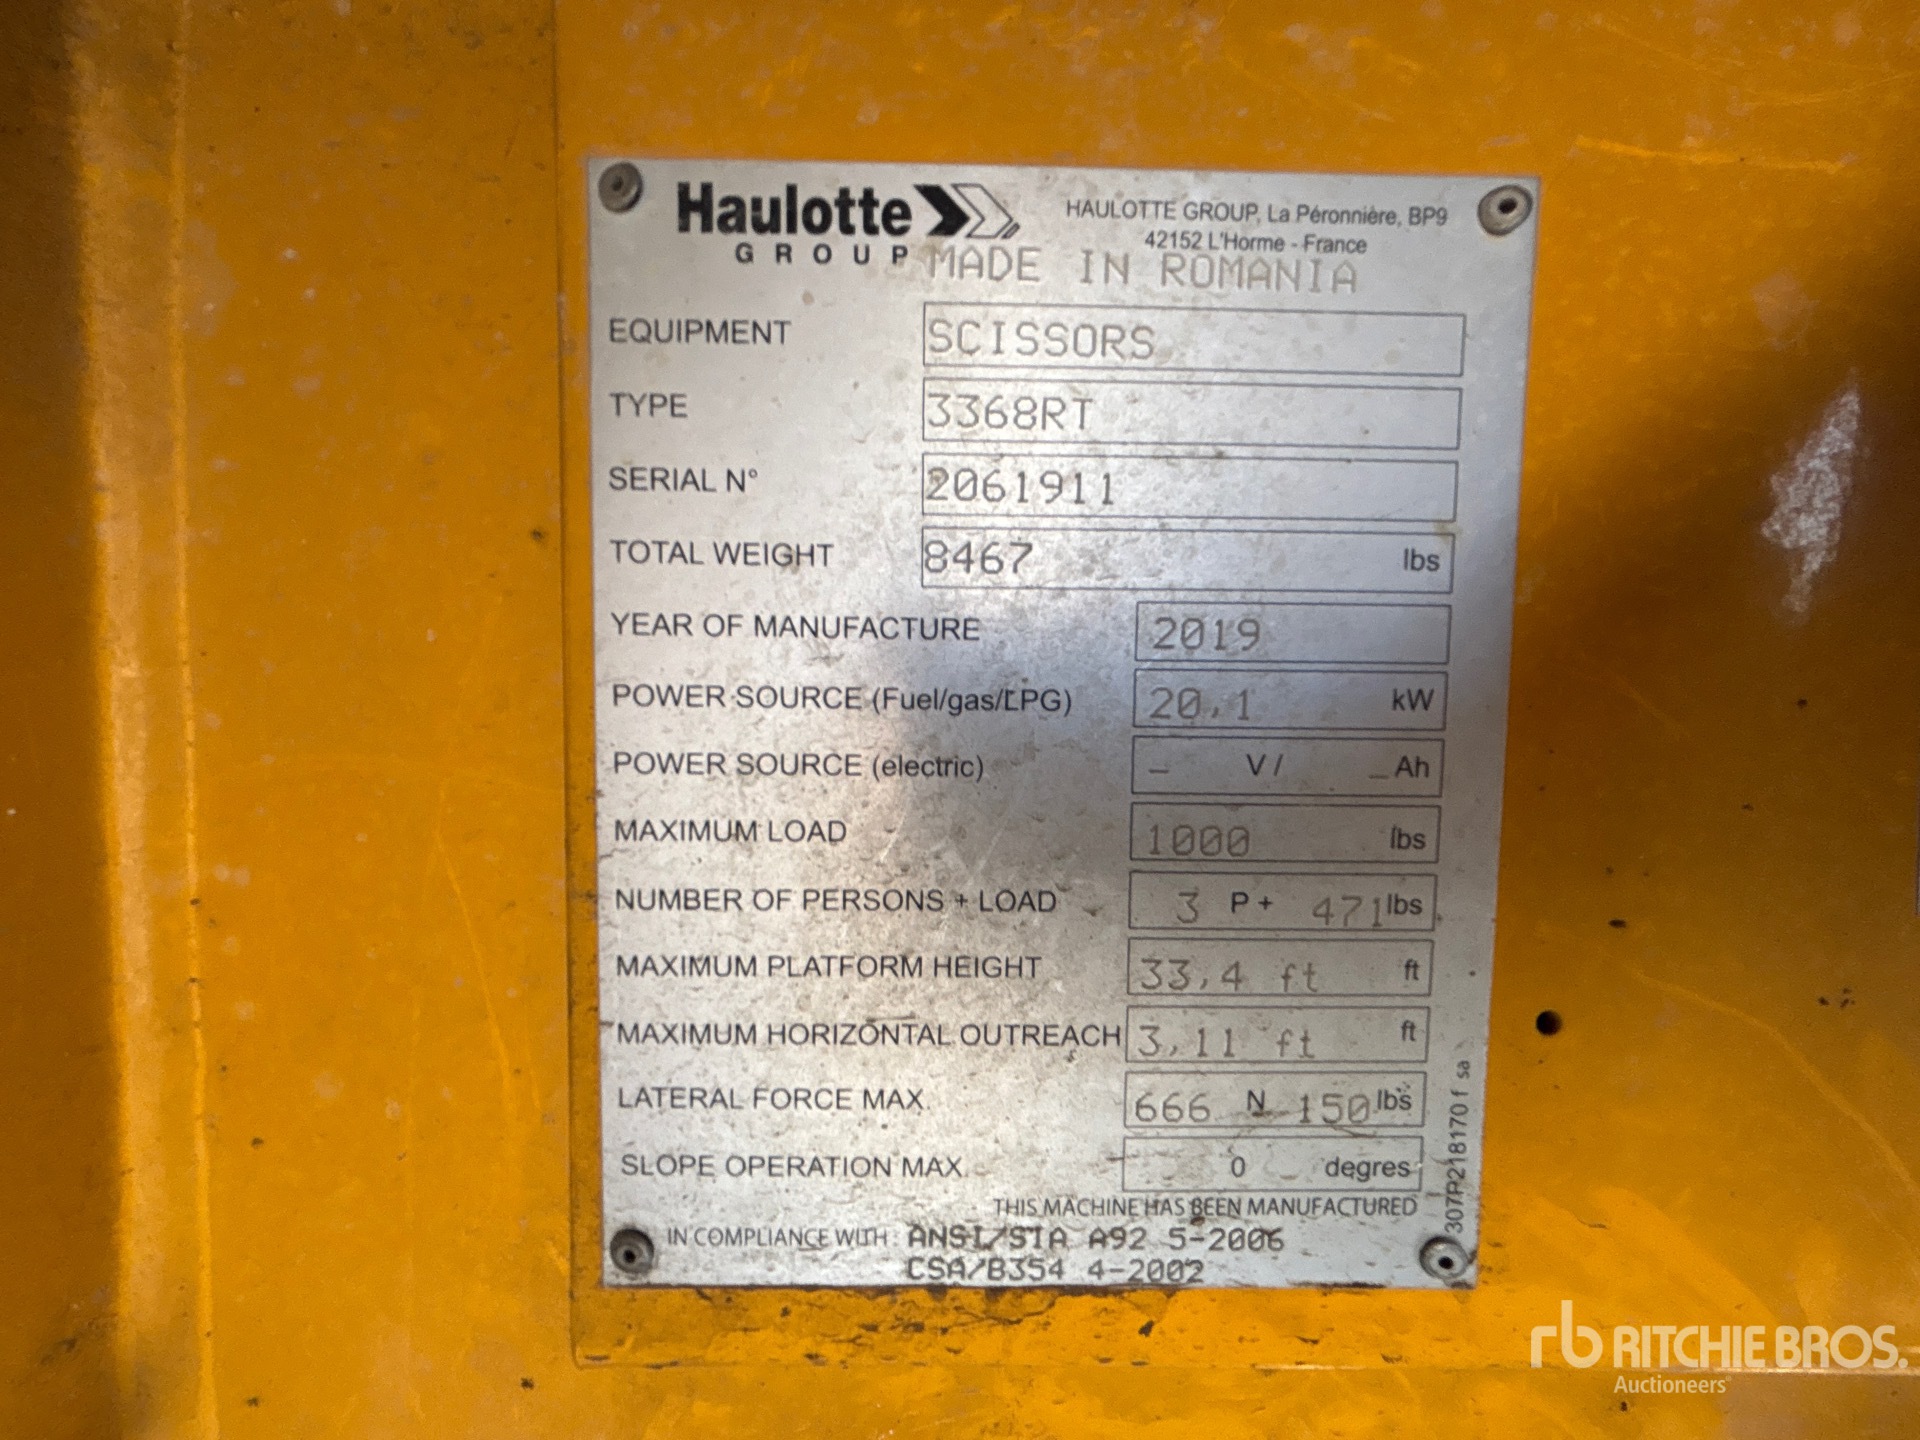 Haulotte
GROUP
HAULOTTE GROUP, La Péronnière, BP9
42152 L'Horme - France
MADE IN ROMANIA
EQUIPMENT SCISSORS
TYPE 3368RT
SERIAL N° 2061911
TOTAL WEIGHT 8467 lbs
YEAR OF MANUFACTURE 2019
POWER SOURCE (Fuel/gas/LPG) 20,1 kW
POWER SOURCE (electric) – V / – Ah
MAXIMUM LOAD 1000 lbs
NUMBER OF PERSONS + LOAD 3 P + 471 lbs
MAXIMUM PLATFORM HEIGHT 33,4 ft ft
MAXIMUM HORIZONTAL OUTREACH 3,11 ft ft
LATERAL FORCE MAX. 666 N 150 lbs
SLOPE OPERATION MAX. 0 degres
THIS MACHINE HAS BEEN MANUFACTURED
IN COMPLIANCE WITH : ANSI/SIA A92 5-2006
CSA/B354 4-2002
307P218170 f sa
rb RITCHIE BROS.
Auctioneers